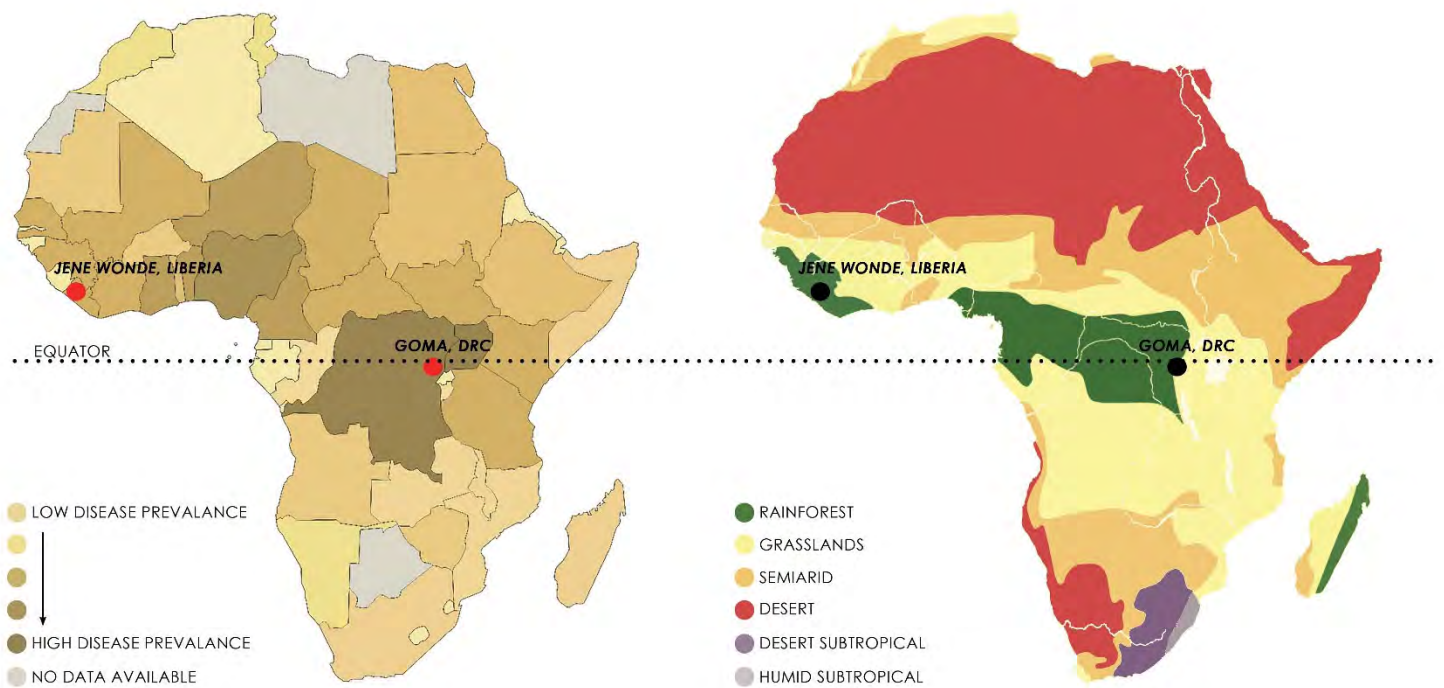 JENE WONDE, LIBERIA
EQUATOR
GOMA, DRC
LOW DISEASE PREVALANCE
HIGH DISEASE PREVALANCE
NO DATA AVAILABLE
JENE WONDE, LIBERIA
GOMA, DRC
RAINFOREST
GRASSLANDS
SEMIARID
DESERT
DESERT SUBTROPICAL
HUMID SUBTROPICAL